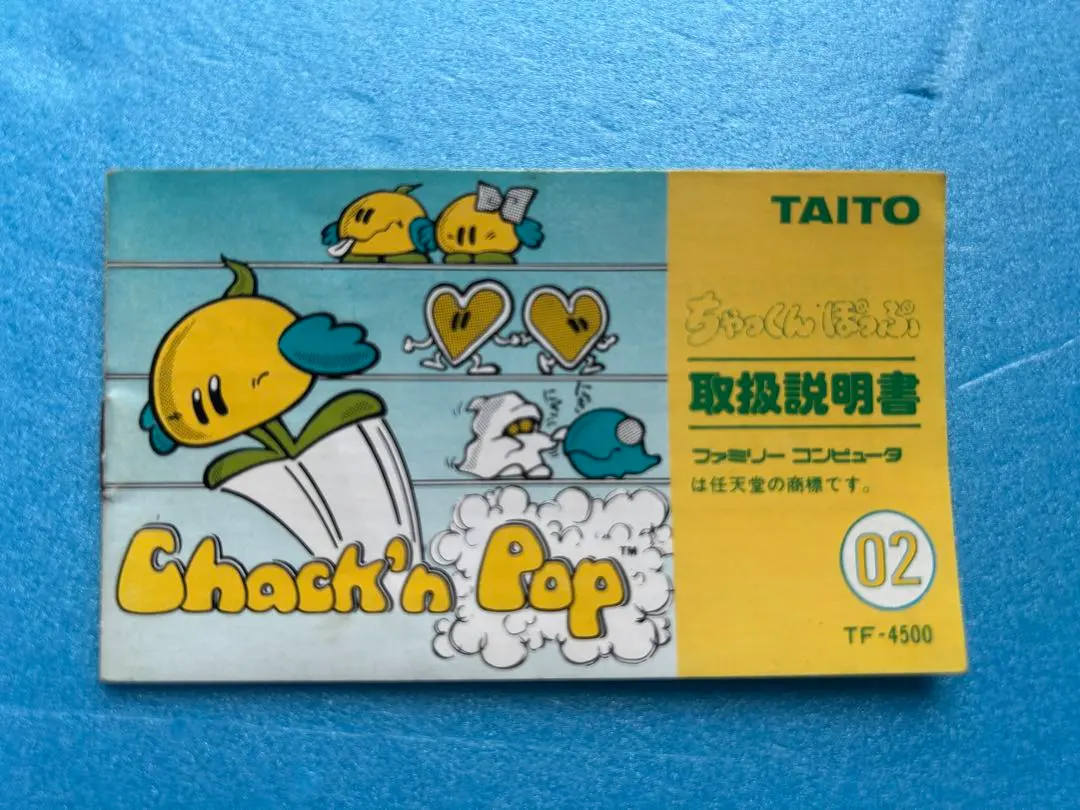 TAITO
ちゃっくんぽっぷ
取扱説明書
ファミリー コンピュータ
は任天堂の商標です。
Chack'n Pop™
02
TF-4500